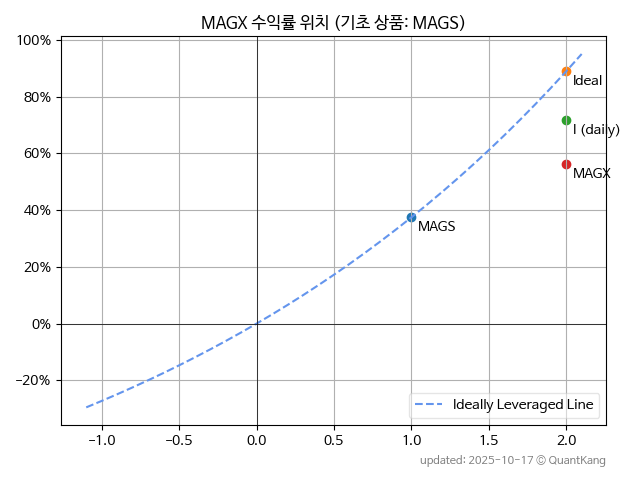 MAGX 수익률 위치 (기초 상품: MAGS)
100%
80%
60%
40%
20%
0%
−20%
Ideal
I (daily)
MAGX
MAGS
Ideally Leveraged Line
−1.0
−0.5
0.0
0.5
1.0
1.5
2.0
updated: 2025-10-17 © QuantKang